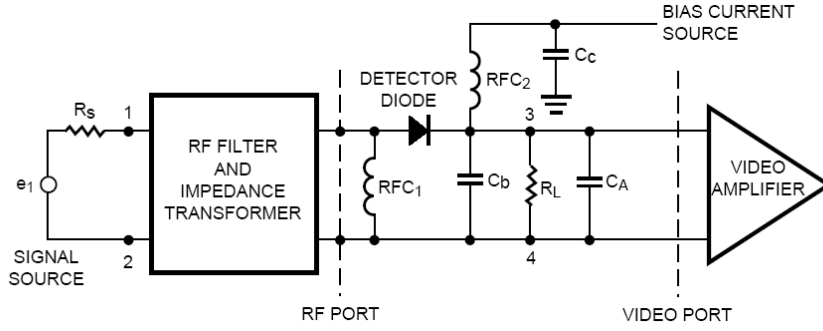 BIAS CURRENT
SOURCE
Cc
RFC2
DETECTOR
DIODE
Rs
1
3
RF FILTER
AND
IMPEDANCE
TRANSFORMER
e1
RFC1
Cb
RL
CA
VIDEO
AMPLIFIER
2
4
SIGNAL
SOURCE
RF PORT
VIDEO PORT